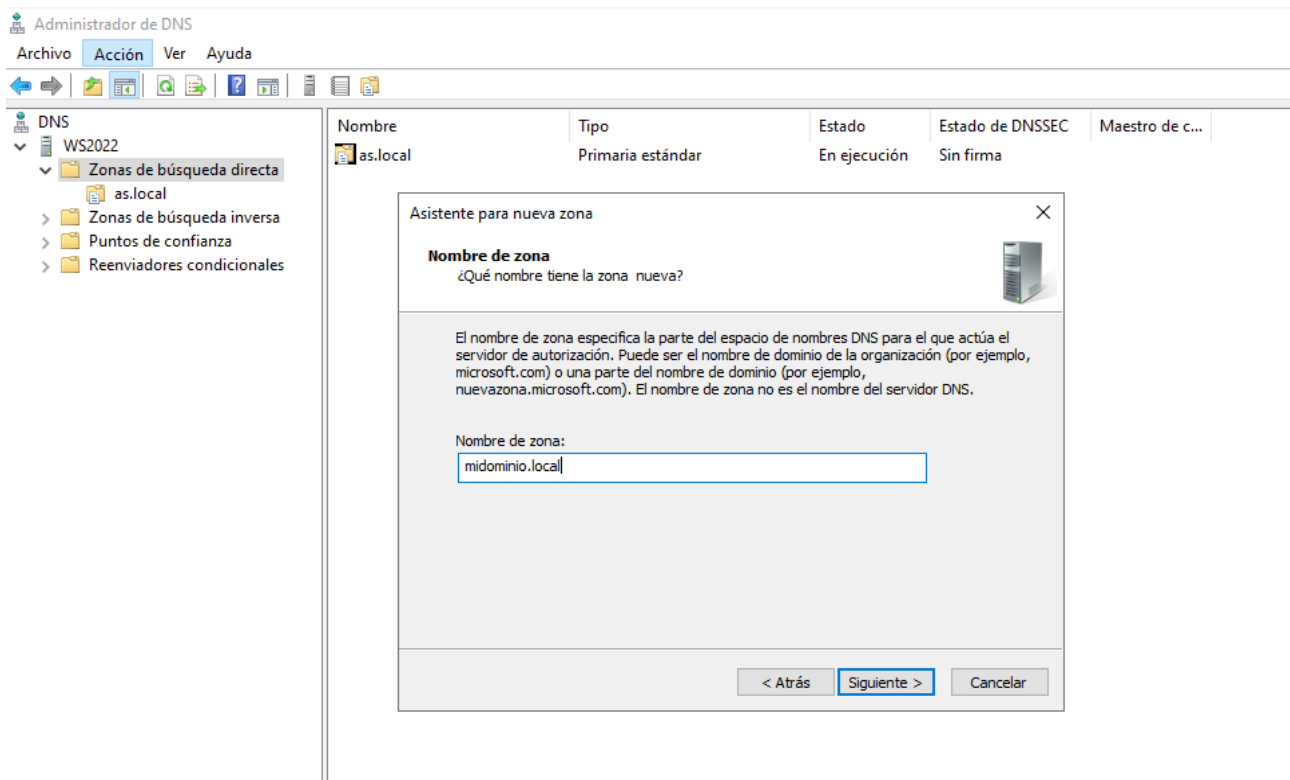 Administrador de DNS
Archivo Acción Ver Ayuda
DNS
WS2022
Zonas de búsqueda directa
as.local
Zonas de búsqueda inversa
Puntos de confianza
Reenviadores condicionales
Nombre Tipo Estado Estado de DNSSEC Maestro de c...
as.local Primaria estándar En ejecución Sin firma
Asistente para nueva zona
Nombre de zona
¿Qué nombre tiene la zona nueva?
El nombre de zona especifica la parte del espacio de nombres DNS para el que actúa el
servidor de autorización. Puede ser el nombre de dominio de la organización (por ejemplo,
microsoft.com) o una parte del nombre de dominio (por ejemplo,
nuevazona.microsoft.com). El nombre de zona no es el nombre del servidor DNS.
Nombre de zona:
midominio.local
< Atrás Siguiente > Cancelar